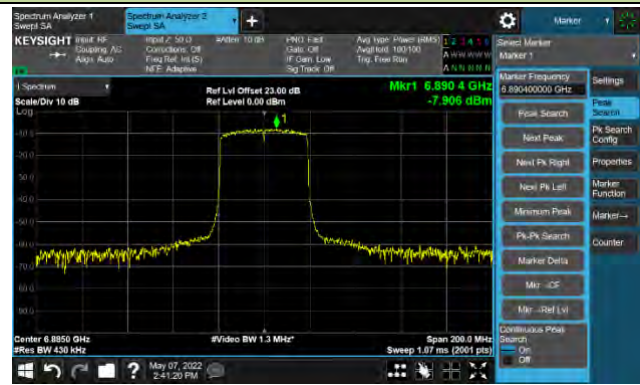 Spectrum Analyzer 1
Swept SA
Spectrum Analyzer 2
Swept SA
+
Marker
KEYSIGHT Input: RF
Coupling: AC
Align: Auto
Input Z: 50 Ω
Corrections: Off
Freq Ref: Int (S)
NFE: Adaptive
#Atten: 10 dB
PNO: Fast
Gate: Off
IF Gain: Low
Sig Track: Off
Avg Type: Power (RMS)
Avg|Hold: 100/100
Trig: Free Run
1 2 3 4 5 6
A W W W W W
A N N N N N
Select Marker
Marker 1
1 Spectrum
Scale/Div 10 dB
Log
Ref Lvl Offset 23.00 dB
Ref Level 0.00 dBm
Mkr1 6.890 4 GHz
-7.906 dBm
1
-10.0
-20.0
-30.0
-40.0
-50.0
-60.0
-70.0
-80.0
-90.0
Center 6.8850 GHz
#Res BW 430 kHz
#Video BW 1.3 MHz*
Span 200.0 MHz
Sweep 1.07 ms (2001 pts)
Marker Frequency
6.890400000 GHz
Peak Search
Next Peak
Next Pk Right
Next Pk Left
Minimum Peak
Pk-Pk Search
Marker Delta
Mkr→CF
Mkr→Ref Lvl
Continuous Peak
Search
On
Off
Settings
Peak
Search
Pk Search
Config
Properties
Marker
Function
Marker→
Counter
May 07, 2022
2:41:20 PM